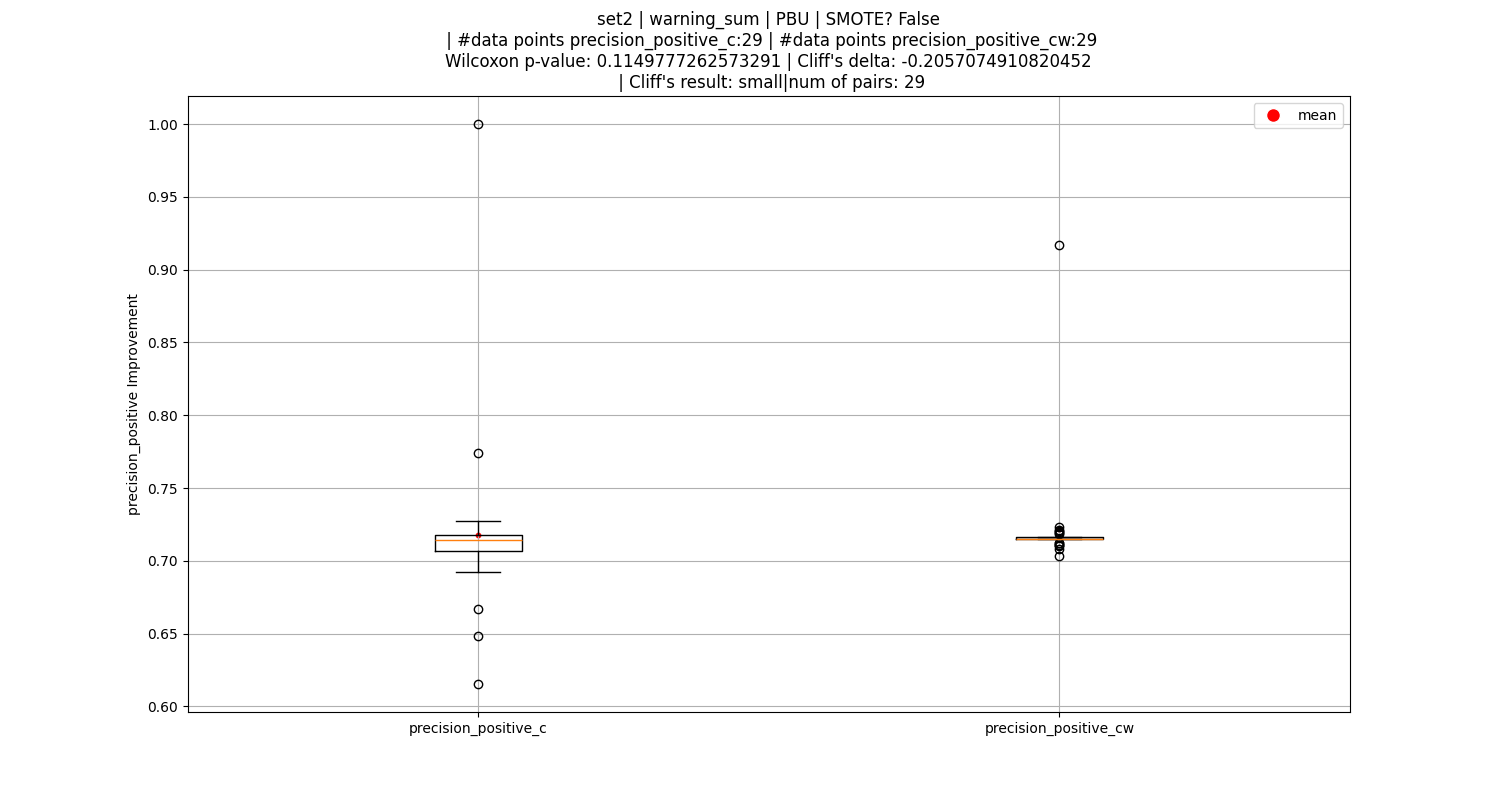 set2 | warning_sum | PBU | SMOTE? False
| #data points precision_positive_c:29 | #data points precision_positive_cw:29
Wilcoxon p-value: 0.1149777262573291 | Cliff's delta: -0.2057074910820452
| Cliff's result: small|num of pairs: 29
mean
1.00
0.95
0.90
0.85
0.80
0.75
0.70
0.65
0.60
precision_positive Improvement
precision_positive_c
precision_positive_cw